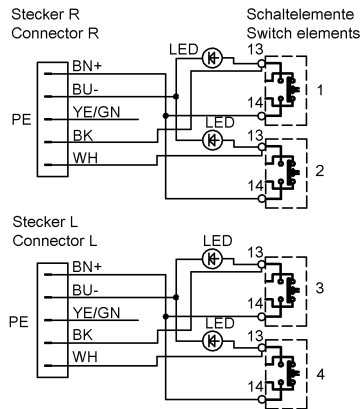 Stecker R
Connector R
Schaltelemente
Switch elements
LED
13
BN+
BU-
YE/GN
PE
BK
WH
14
1
LED
13
14
2
Stecker L
Connector L
LED
13
BN+
BU-
YE/GN
PE
BK
WH
14
3
LED
13
14
4